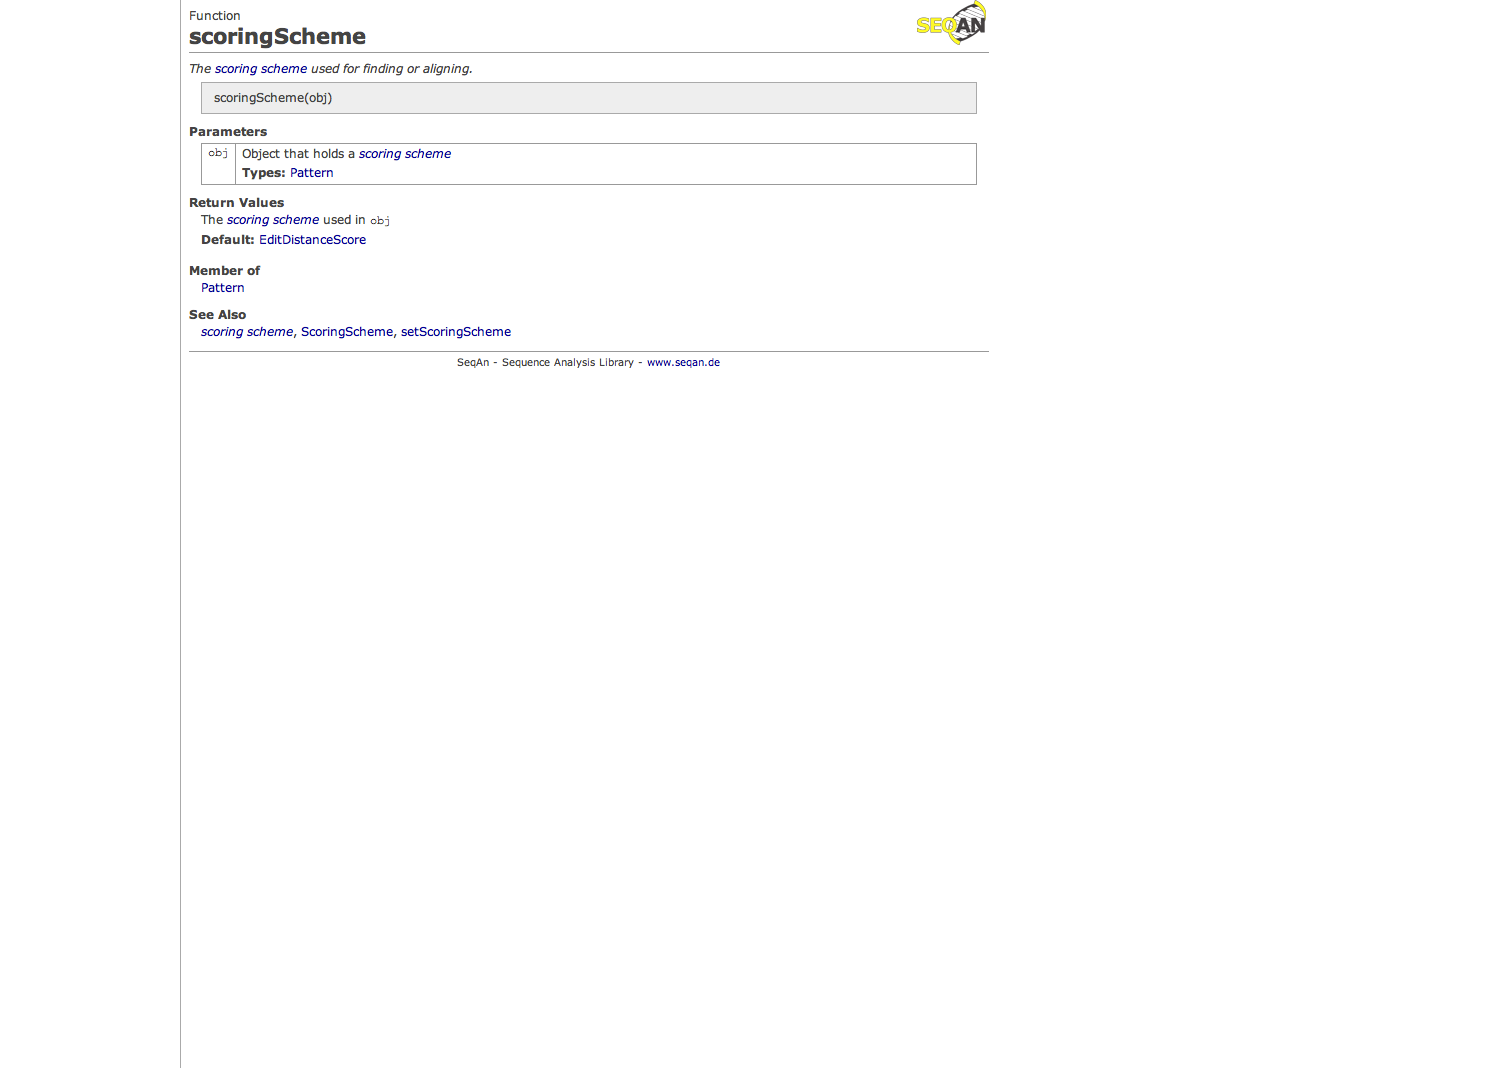 Function
scoringScheme
SEQAN
The scoring scheme used for finding or aligning.
scoringScheme(obj)
Parameters
obj Object that holds a scoring scheme
Types: Pattern
Return Values
The scoring scheme used in obj
Default: EditDistanceScore
Member of
Pattern
See Also
scoring scheme, ScoringScheme, setScoringScheme
SeqAn - Sequence Analysis Library - www.seqan.de